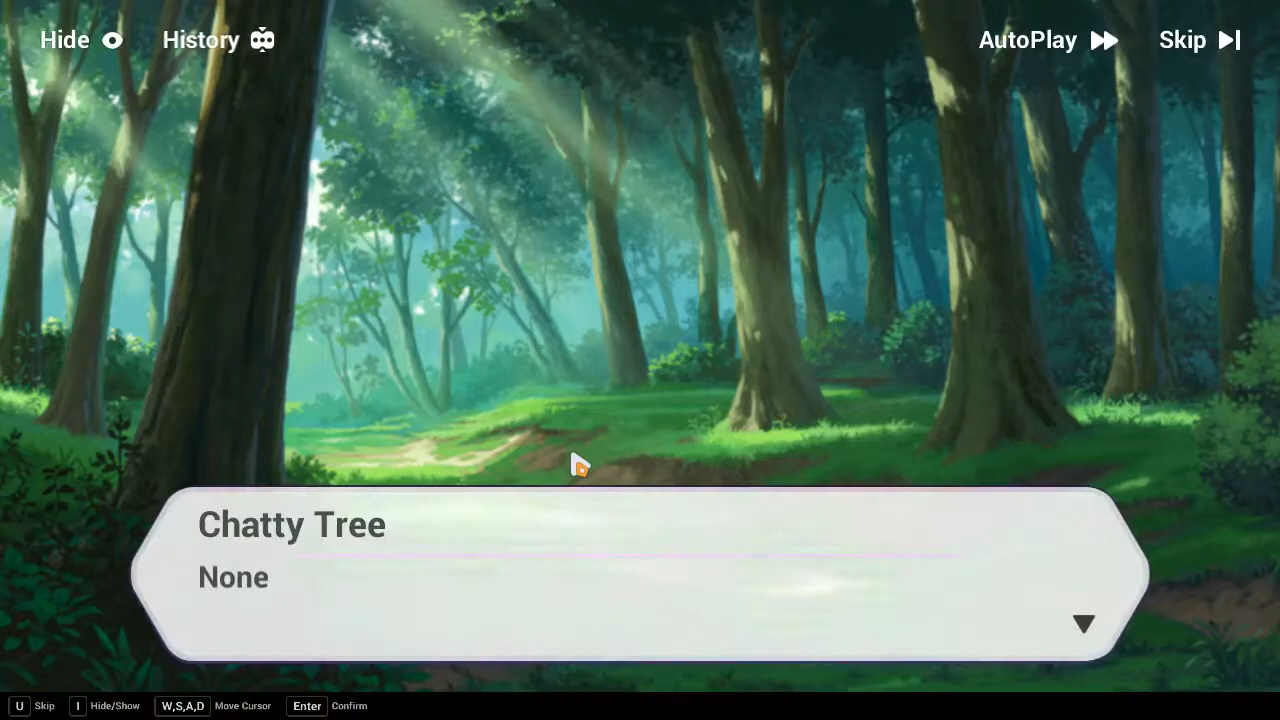 Hide
History
AutoPlay
Skip
Chatty Tree
None
U Skip I Hide/Show W,S,A,D Move Cursor Enter Confirm